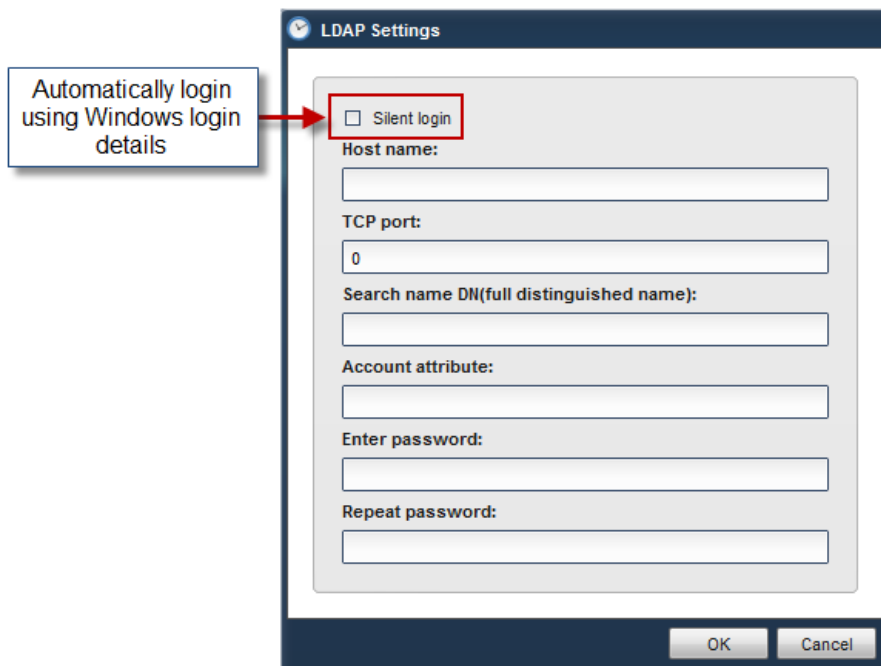 LDAP Settings
Automatically login
using Windows login
details
Silent login
Host name:
TCP port:
0
Search name DN(full distinguished name):
Account attribute:
Enter password:
Repeat password:
OK
Cancel